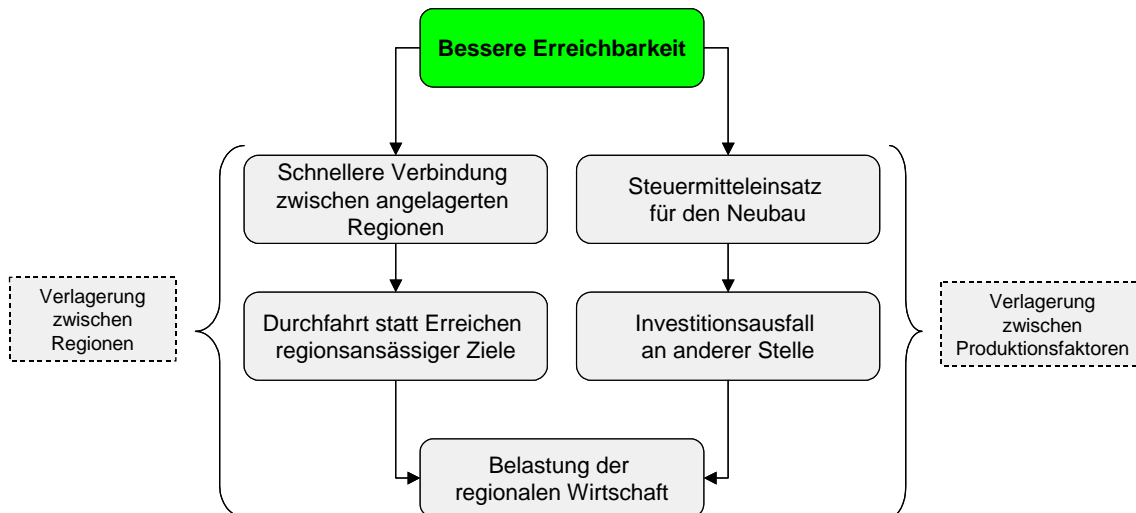 Bessere Erreichbarkeit
Schnellere Verbindung
zwischen angelagerten
Regionen
Steuermitteleinsatz
für den Neubau
Verlagerung
zwischen
Regionen
Durchfahrt statt Erreichen
regionsansässiger Ziele
Investitionsausfall
an anderer Stelle
Verlagerung
zwischen
Produktionsfaktoren
Belastung der
regionalen Wirtschaft